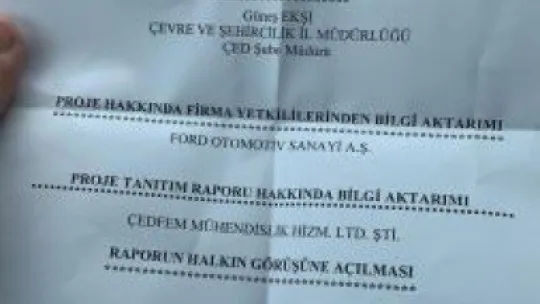 Güneş EKŞİ
ÇEVRE VE ŞEHİRCİLİK İL MÜDÜRLÜĞÜ
ÇED Şube Müdürü
PROJE HAKKINDA FİRMA YETKİLİLERİNDEN BİLGİ AKTARIMI
FORD OTOMOTİV SANAYİ A.Ş.
PROJE TANITIM RAPORU HAKKINDA BİLGİ AKTARIMI
ÇEDFEM MÜHENDİSLİK HİZM. LTD. ŞTİ.
RAPORUN HALKIN GÖRÜŞÜNE AÇILMASI